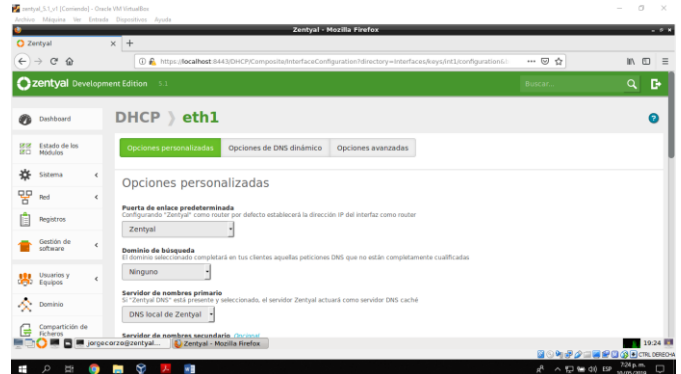 zentyal_5.1_v1 [Corriendo] - Oracle VM VirtualBox
Archivo Máquina Ver Entrada Dispositivos Ayuda
Zentyal - Mozilla Firefox
Zentyal
https://localhost:8443/DHCP/Composite/InterfaceConfiguration?directory=Interfaces/keys/int1/configuration&
zentyal Development Edition 5.1
Buscar...
Dashboard
Estado de los Módulos
Sistema
Red
Registros
Gestión de software
Usuarios y Equipos
Dominio
Compartición de Ficheros
DHCP eth1
Opciones personalizadas Opciones de DNS dinámico Opciones avanzadas
Opciones personalizadas
Puerta de enlace predeterminada
Configurando "Zentyal" como router por defecto establecerá la dirección IP del interfaz como router
Zentyal
Dominio de búsqueda
El dominio seleccionado completará en tus clientes aquellas peticiones DNS que no están completamente cualificadas
Ninguno
Servidor de nombres primario
Si "Zentyal DNS" está presente y seleccionado, el servidor Zentyal actuará como servidor DNS caché
DNS local de Zentyal
Servidor de nombres secundario Opcional
jorgecorzo@zentyal... Zentyal - Mozilla Firefox 19:24
CTRL DERECHA
ESP 7:24 p. m.
10/05/2019